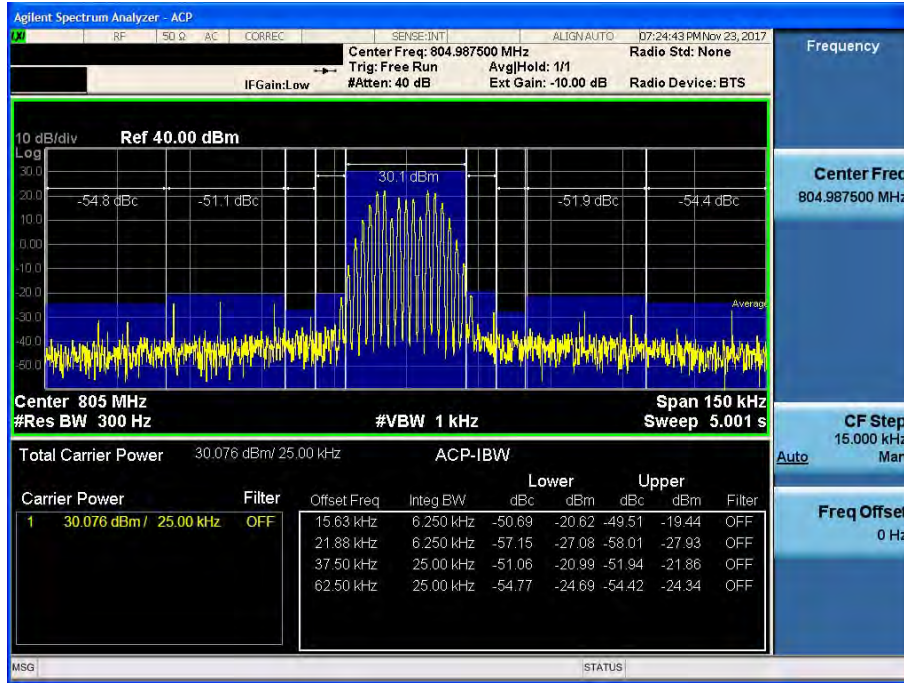 Agilent Spectrum Analyzer - ACP
LXI RF 50 Ω AC CORREC SENSE:INT ALIGN AUTO 07:24:43 PM Nov 23, 2017
Center Freq: 804.987500 MHz Radio Std: None
Trig: Free Run Avg|Hold: 1/1
IFGain:Low #Atten: 40 dB Ext Gain: -10.00 dB Radio Device: BTS
10 dB/div Ref 40.00 dBm
Log
30.0
20.0
10.0
0.00
-10.0
-20.0
-30.0
-40.0
-50.0
30.1 dBm
-54.8 dBc -51.1 dBc -51.9 dBc -54.4 dBc
Average
Center 805 MHz Span 150 kHz
#Res BW 300 Hz #VBW 1 kHz Sweep 5.001 s
Total Carrier Power 30.076 dBm/ 25.00 kHz ACP-IBW
Lower Upper
Carrier Power Filter Offset Freq Integ BW dBc dBm dBc dBm Filter
1 30.076 dBm / 25.00 kHz OFF
15.63 kHz 6.250 kHz -50.69 -20.62 -49.51 -19.44 OFF
21.88 kHz 6.250 kHz -57.15 -27.08 -58.01 -27.93 OFF
37.50 kHz 25.00 kHz -51.06 -20.99 -51.94 -21.86 OFF
62.50 kHz 25.00 kHz -54.77 -24.69 -54.42 -24.34 OFF
MSG STATUS
Frequency
Center Freq
804.987500 MHz
CF Step
15.000 kHz
Auto Man
Freq Offset
0 Hz